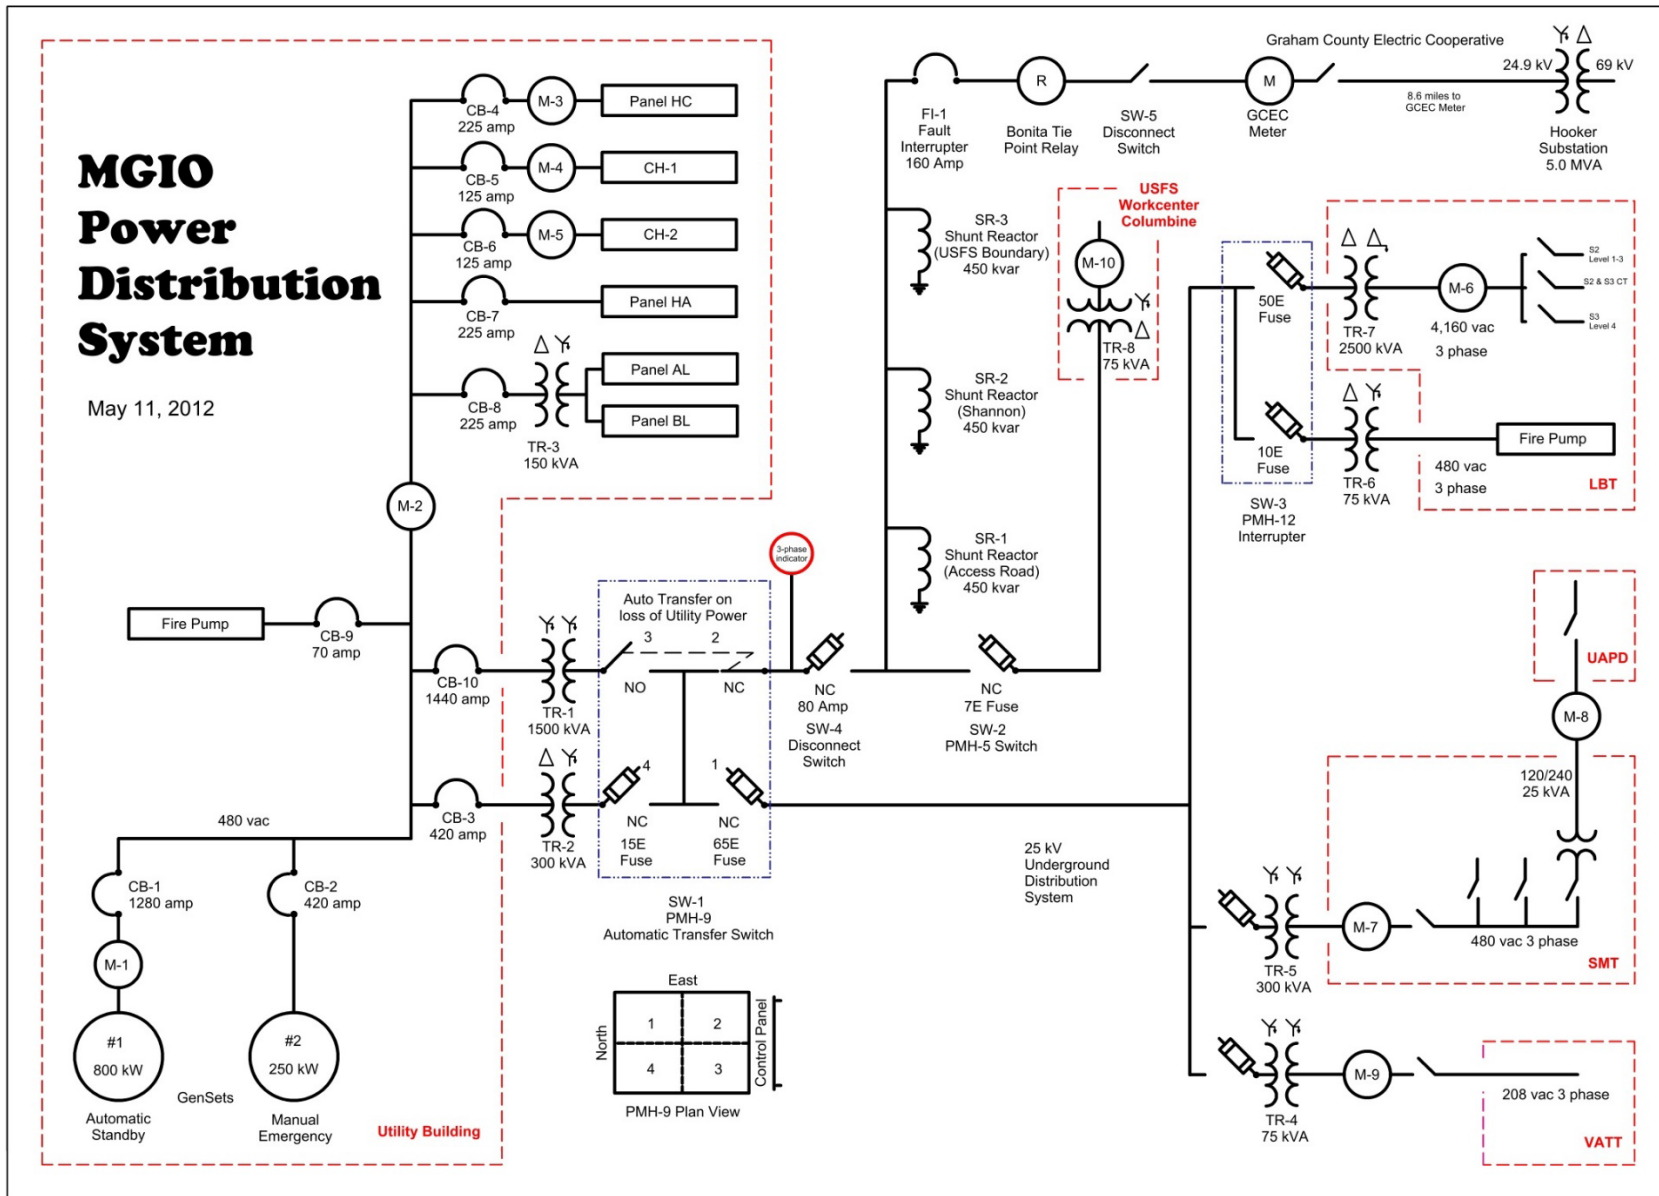 MGIO
Power
Distribution
System
May 11, 2012
CB-4
225 amp
M-3
Panel HC
CB-5
125 amp
M-4
CH-1
CB-6
125 amp
M-5
CH-2
CB-7
225 amp
Panel HA
CB-8
225 amp
TR-3
150 kVA
Panel AL
Panel BL
M-2
Fire Pump
CB-9
70 amp
CB-10
1440 amp
TR-1
1500 kVA
CB-3
420 amp
TR-2
300 kVA
480 vac
CB-1
1280 amp
CB-2
420 amp
M-1
#1
800 kW
#2
250 kW
GenSets
Automatic
Standby
Manual
Emergency
Utility Building
Auto Transfer on
loss of Utility Power
3
2
NO
NC
4
1
NC
NC
15E
Fuse
65E
Fuse
SW-1
PMH-9
Automatic Transfer Switch
East
North
1
2
4
3
Control Panel
PMH-9 Plan View
3-phase
indicator
NC
80 Amp
SW-4
Disconnect
Switch
NC
7E Fuse
SW-2
PMH-5 Switch
FI-1
Fault
Interrupter
160 Amp
R
Bonita Tie
Point Relay
SW-5
Disconnect
Switch
Graham County Electric Cooperative
M
GCEC
Meter
8.6 miles to
GCEC Meter
24.9 kV
69 kV
Hooker
Substation
5.0 MVA
SR-3
Shunt Reactor
(USFS Boundary)
450 kvar
SR-2
Shunt Reactor
(Shannon)
450 kvar
SR-1
Shunt Reactor
(Access Road)
450 kvar
USFS
Workcenter
Columbine
M-10
TR-8
75 kVA
50E
Fuse
10E
Fuse
SW-3
PMH-12
Interrupter
TR-7
2500 kVA
M-6
4,160 vac
3 phase
S2
Level 1-3
S2 & S3 CT
S3
Level 4
TR-6
75 kVA
480 vac
3 phase
Fire Pump
LBT
UAPD
M-8
120/240
25 kVA
25 kV
Underground
Distribution
System
TR-5
300 kVA
M-7
480 vac 3 phase
SMT
TR-4
75 kVA
M-9
208 vac 3 phase
VATT